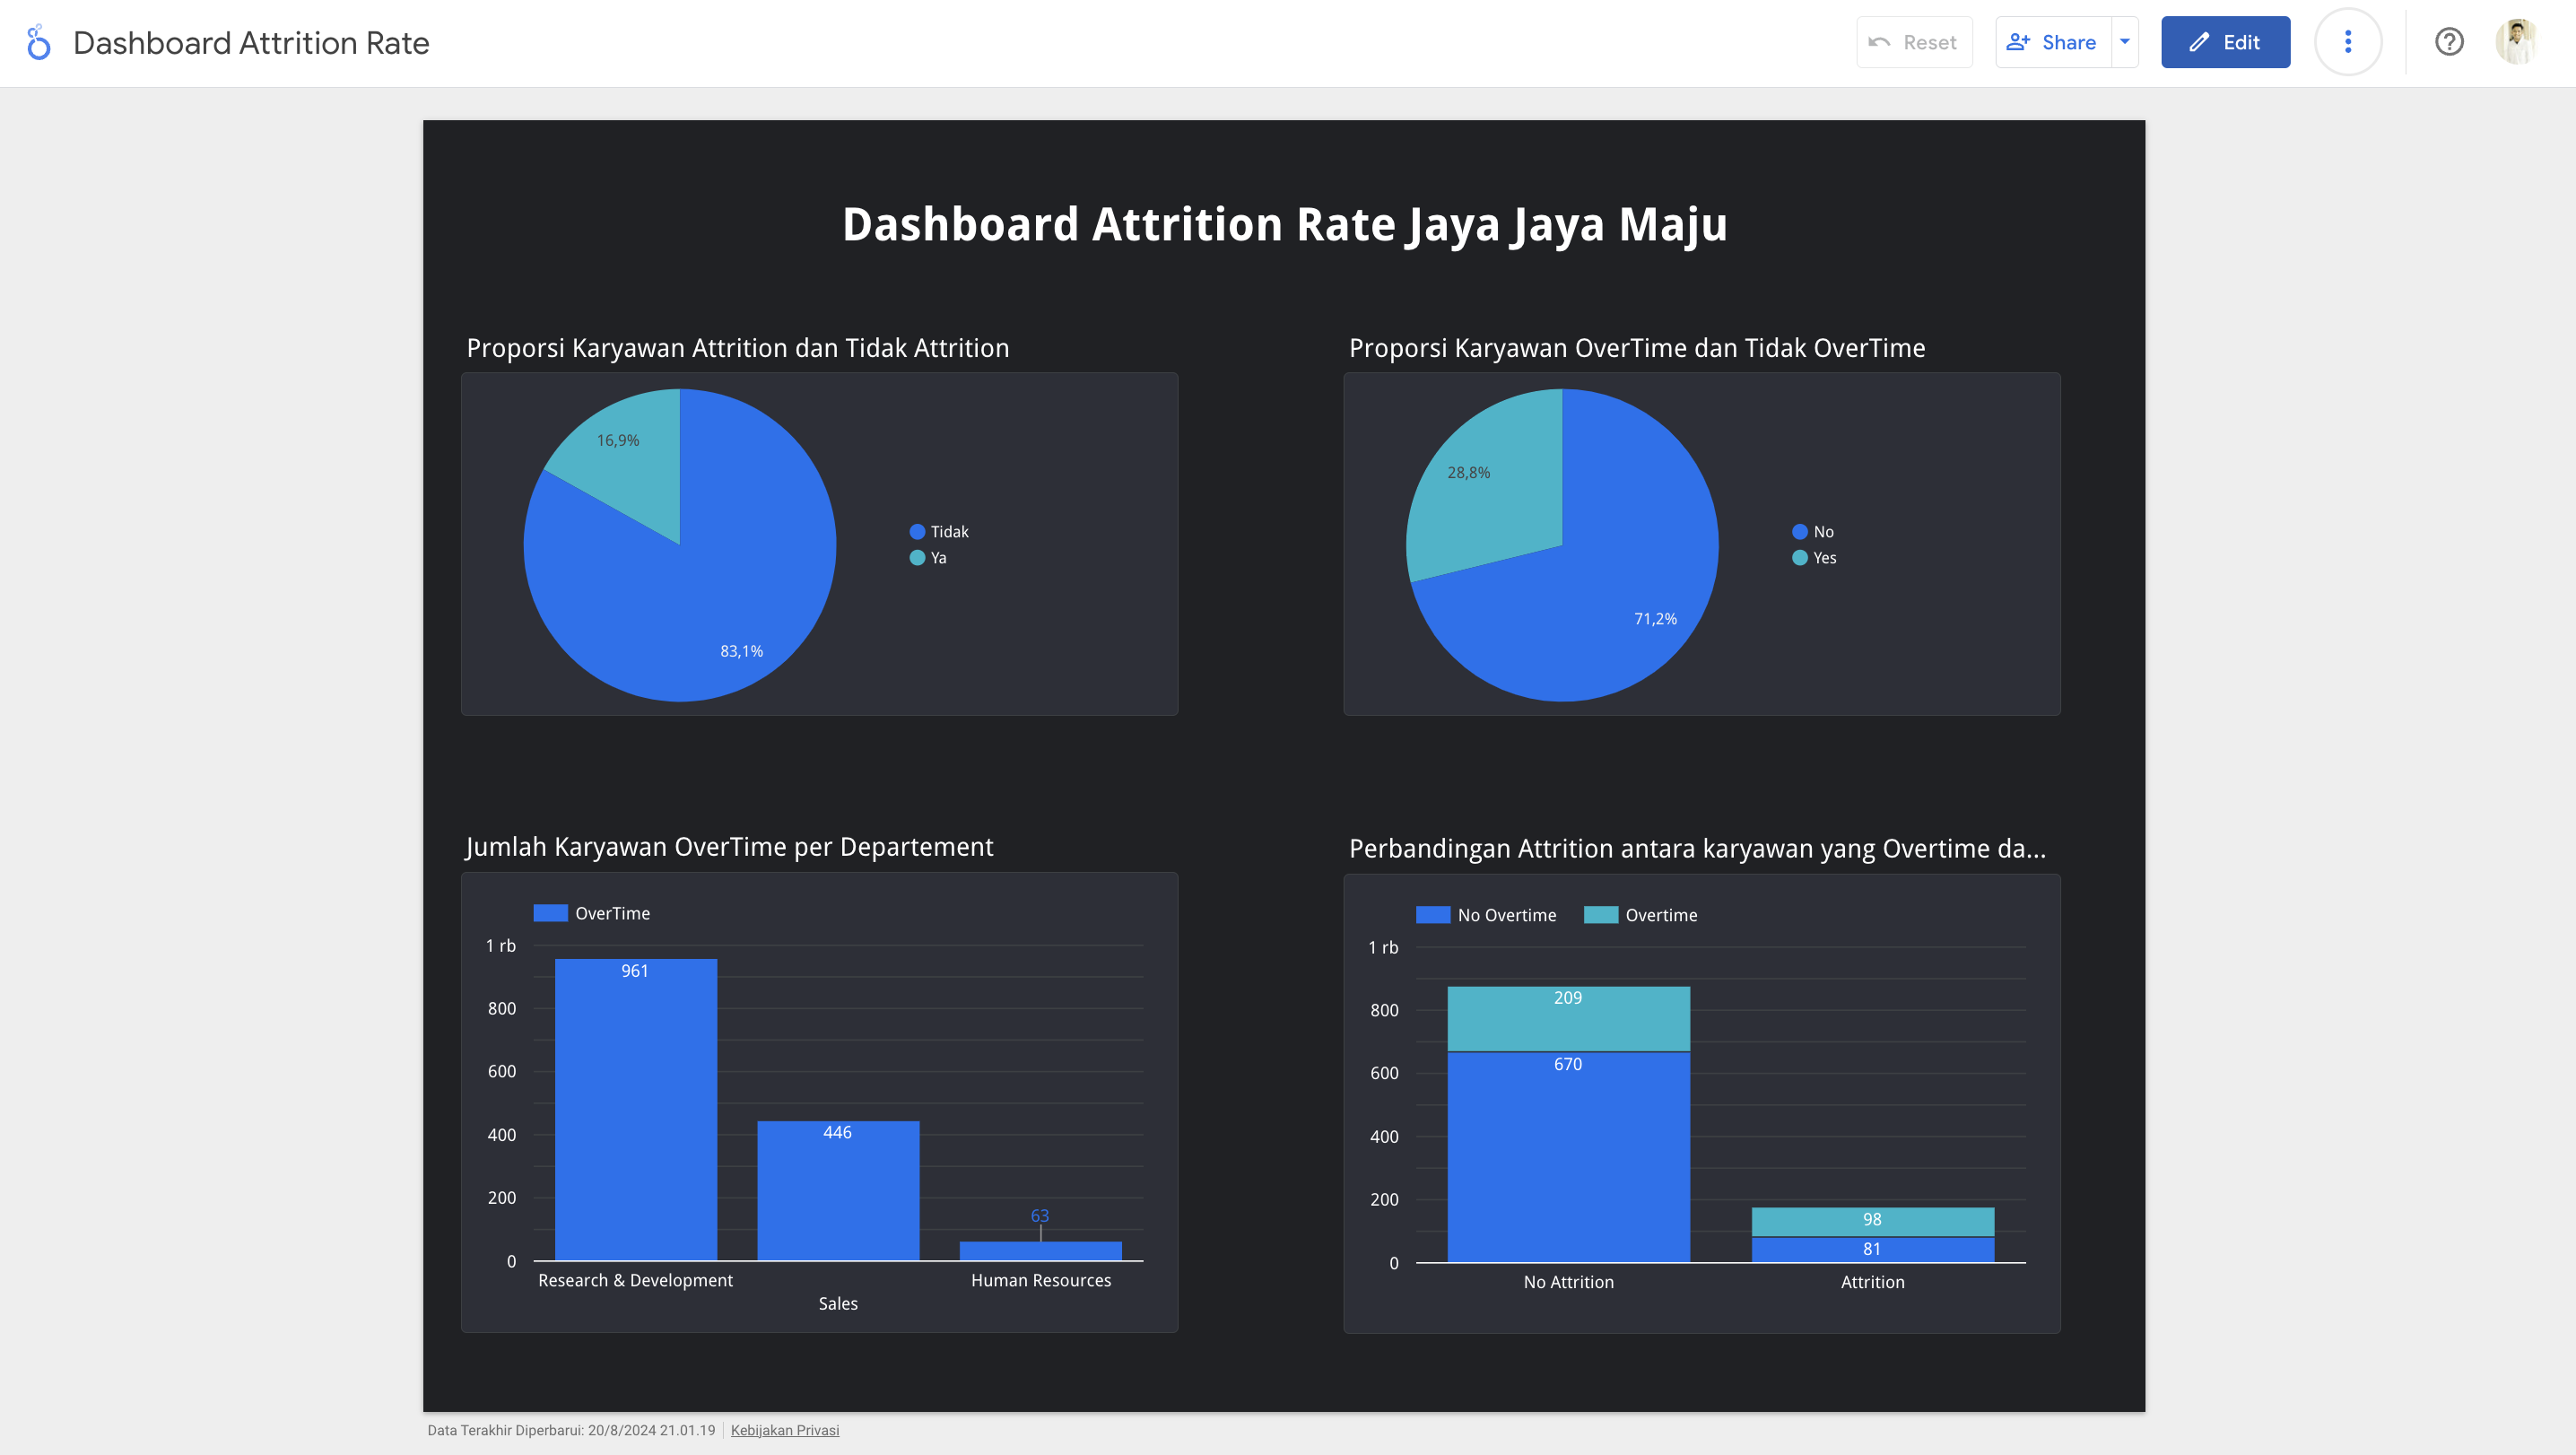 Dashboard Attrition Rate
Reset
Share
Edit
Dashboard Attrition Rate Jaya Jaya Maju
Proporsi Karyawan Attrition dan Tidak Attrition
16,9%
83,1%
Tidak
Ya
Proporsi Karyawan OverTime dan Tidak OverTime
28,8%
71,2%
No
Yes
Jumlah Karyawan OverTime per Departement
OverTime
1 rb
800
600
400
200
0
961
446
63
Research & Development
Sales
Human Resources
Perbandingan Attrition antara karyawan yang Overtime da...
No Overtime
Overtime
1 rb
800
600
400
200
0
209
670
98
81
No Attrition
Attrition
Data Terakhir Diperbarui: 20/8/2024 21.01.19
Kebijakan Privasi